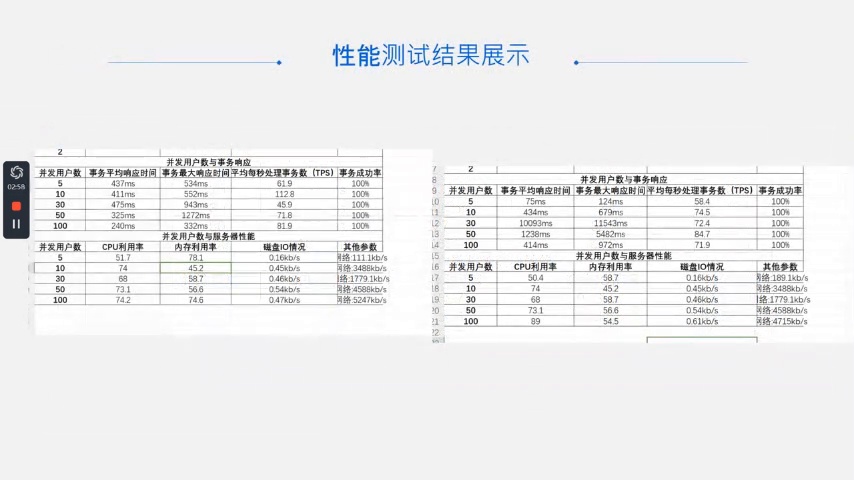 性能测试结果展示
02:58
2
并发用户数与事务响应
并发用户数 事务平均响应时间 事务最大响应时间 平均每秒处理事务数（TPS） 事务成功率
5 437ms 534ms 61.9 100%
10 411ms 552ms 112.8 100%
30 475ms 943ms 45.9 100%
50 325ms 1272ms 71.8 100%
100 240ms 332ms 81.9 100%
并发用户数与服务器性能
并发用户数 CPU利用率 内存利用率 磁盘IO情况 其他参数
5 51.7 78.1 0.16kb/s 网络:111.1kb/s
10 74 45.2 0.45kb/s 网络:3488kb/s
30 68 58.7 0.46kb/s 络:1779.1kb/s
50 73.1 56.6 0.54kb/s 网络:4588kb/s
100 74.2 74.6 0.47kb/s 网络:5247kb/s
7 2
8 并发用户数与事务响应
9 并发用户数 事务平均响应时间 事务最大响应时间 平均每秒处理事务数（TPS） 事务成功率
10 5 75ms 124ms 58.4 100%
11 10 434ms 679ms 74.5 100%
12 30 10093ms 11543ms 72.4 100%
13 50 1238ms 5482ms 84.7 100%
14 100 414ms 972ms 71.9 100%
15 并发用户数与服务器性能
16 并发用户数 CPU利用率 内存利用率 磁盘IO情况 其他参数
17 5 50.4 58.7 0.16kb/s 网络:189.1kb/s
18 10 74 45.2 0.45kb/s 网络:3488kb/s
19 30 68 58.7 0.46kb/s 络:1779.1kb/s
20 50 73.1 56.6 0.54kb/s 网络:4588kb/s
21 100 89 54.5 0.61kb/s 网络:4715kb/s
22